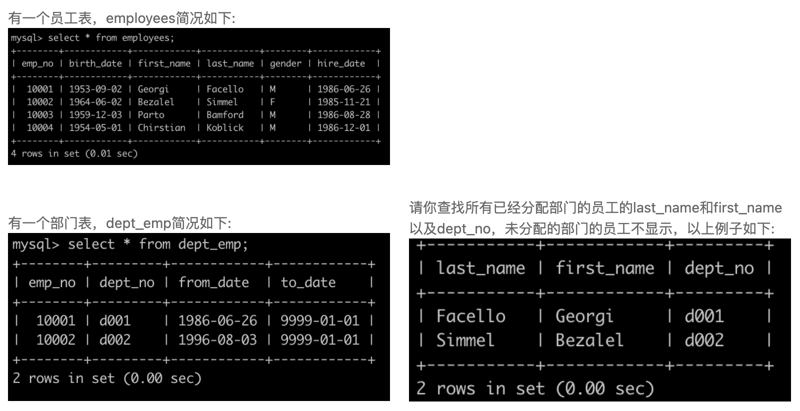 有一个员工表，employees简况如下:
mysql> select * from employees;
+--------+------------+------------+-----------+--------+------------+
| emp_no | birth_date | first_name | last_name | gender | hire_date |
+--------+------------+------------+-----------+--------+------------+
| 10001 | 1953-09-02 | Georgi | Facello | M | 1986-06-26 |
| 10002 | 1964-06-02 | Bezalel | Simmel | F | 1985-11-21 |
| 10003 | 1959-12-03 | Parto | Bamford | M | 1986-08-28 |
| 10004 | 1954-05-01 | Chirstian | Koblick | M | 1986-12-01 |
+--------+------------+------------+-----------+--------+------------+
4 rows in set (0.01 sec)
有一个部门表，dept_emp简况如下:
mysql> select * from dept_emp;
+--------+---------+------------+------------+
| emp_no | dept_no | from_date | to_date |
+--------+---------+------------+------------+
| 10001 | d001 | 1986-06-26 | 9999-01-01 |
| 10002 | d002 | 1996-08-03 | 9999-01-01 |
+--------+---------+------------+------------+
2 rows in set (0.00 sec)
请你查找所有已经分配部门的员工的last_name和first_name
以及dept_no，未分配的部门的员工不显示，以上例子如下:
+-----------+------------+---------+
| last_name | first_name | dept_no |
+-----------+------------+---------+
| Facello | Georgi | d001 |
| Simmel | Bezalel | d002 |
+-----------+------------+---------+
2 rows in set (0.00 sec)